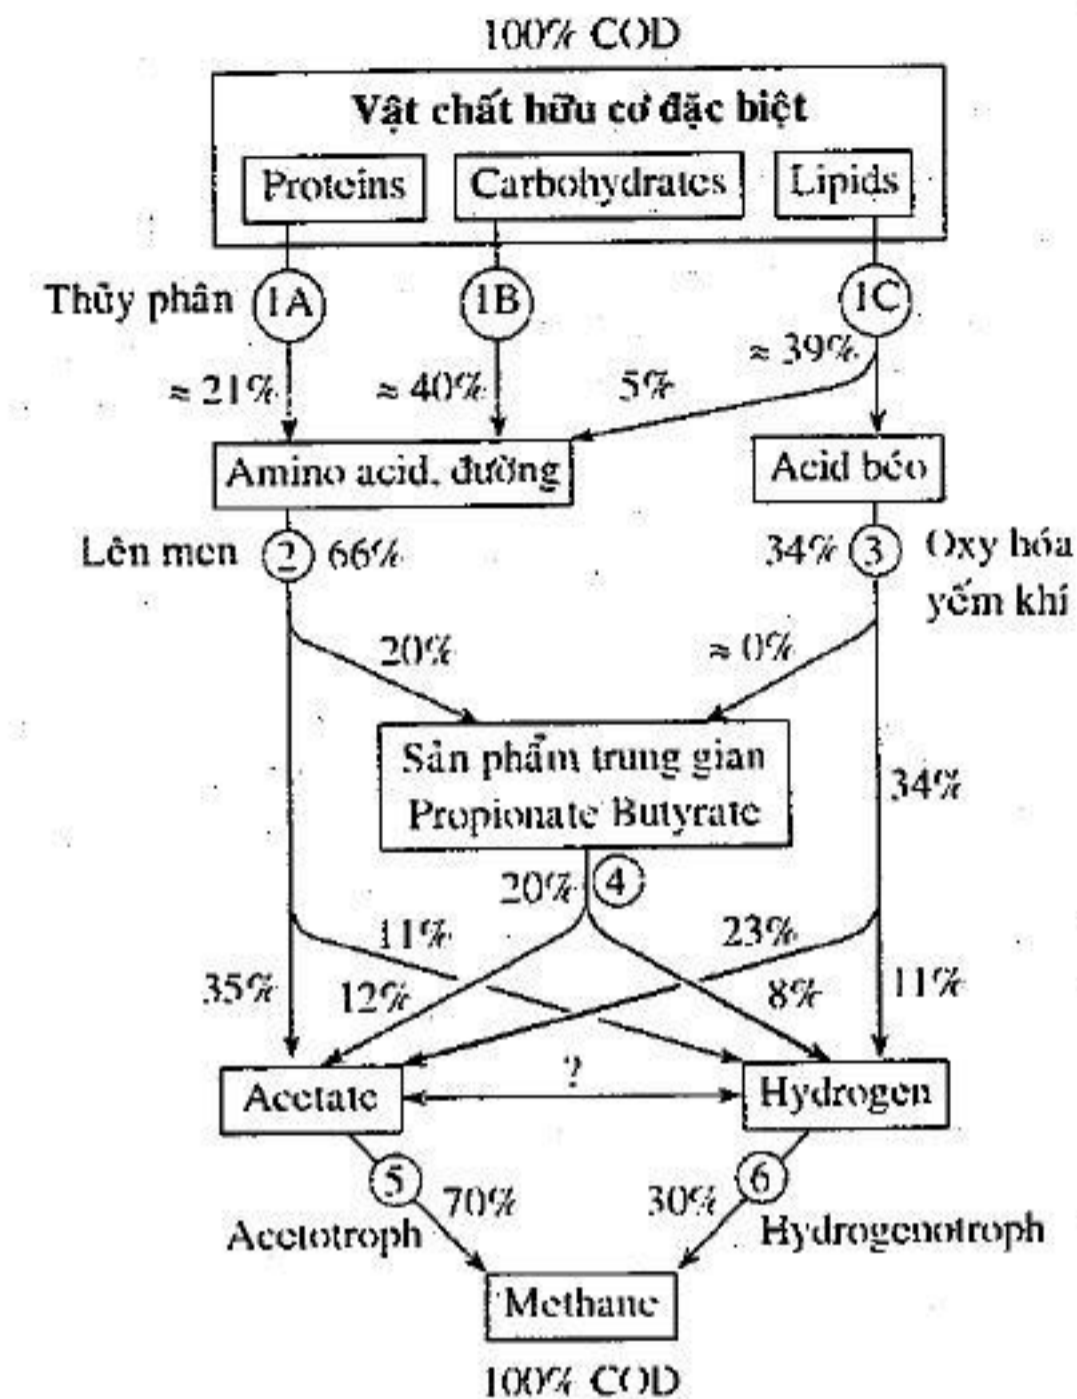 100% COD
Vật chất hữu cơ đặc biệt
Proteins Carbohydrates Lipids
Thủy phân 1A 1B 1C
≈ 21% ≈ 40% 5% ≈ 39%
Amino acid, đường Acid béo
Lên men 2 66% 34% 3 Oxy hóa
yếm khí
20% ≈ 0%
Sản phẩm trung gian
Propionate Butyrate
34%
20% 4
11% 23%
35% 12% 8% 11%
?
Acetate Hydrogen
5 70% 30% 6
Acetotroph Hydrogenotroph
Methane
100% COD